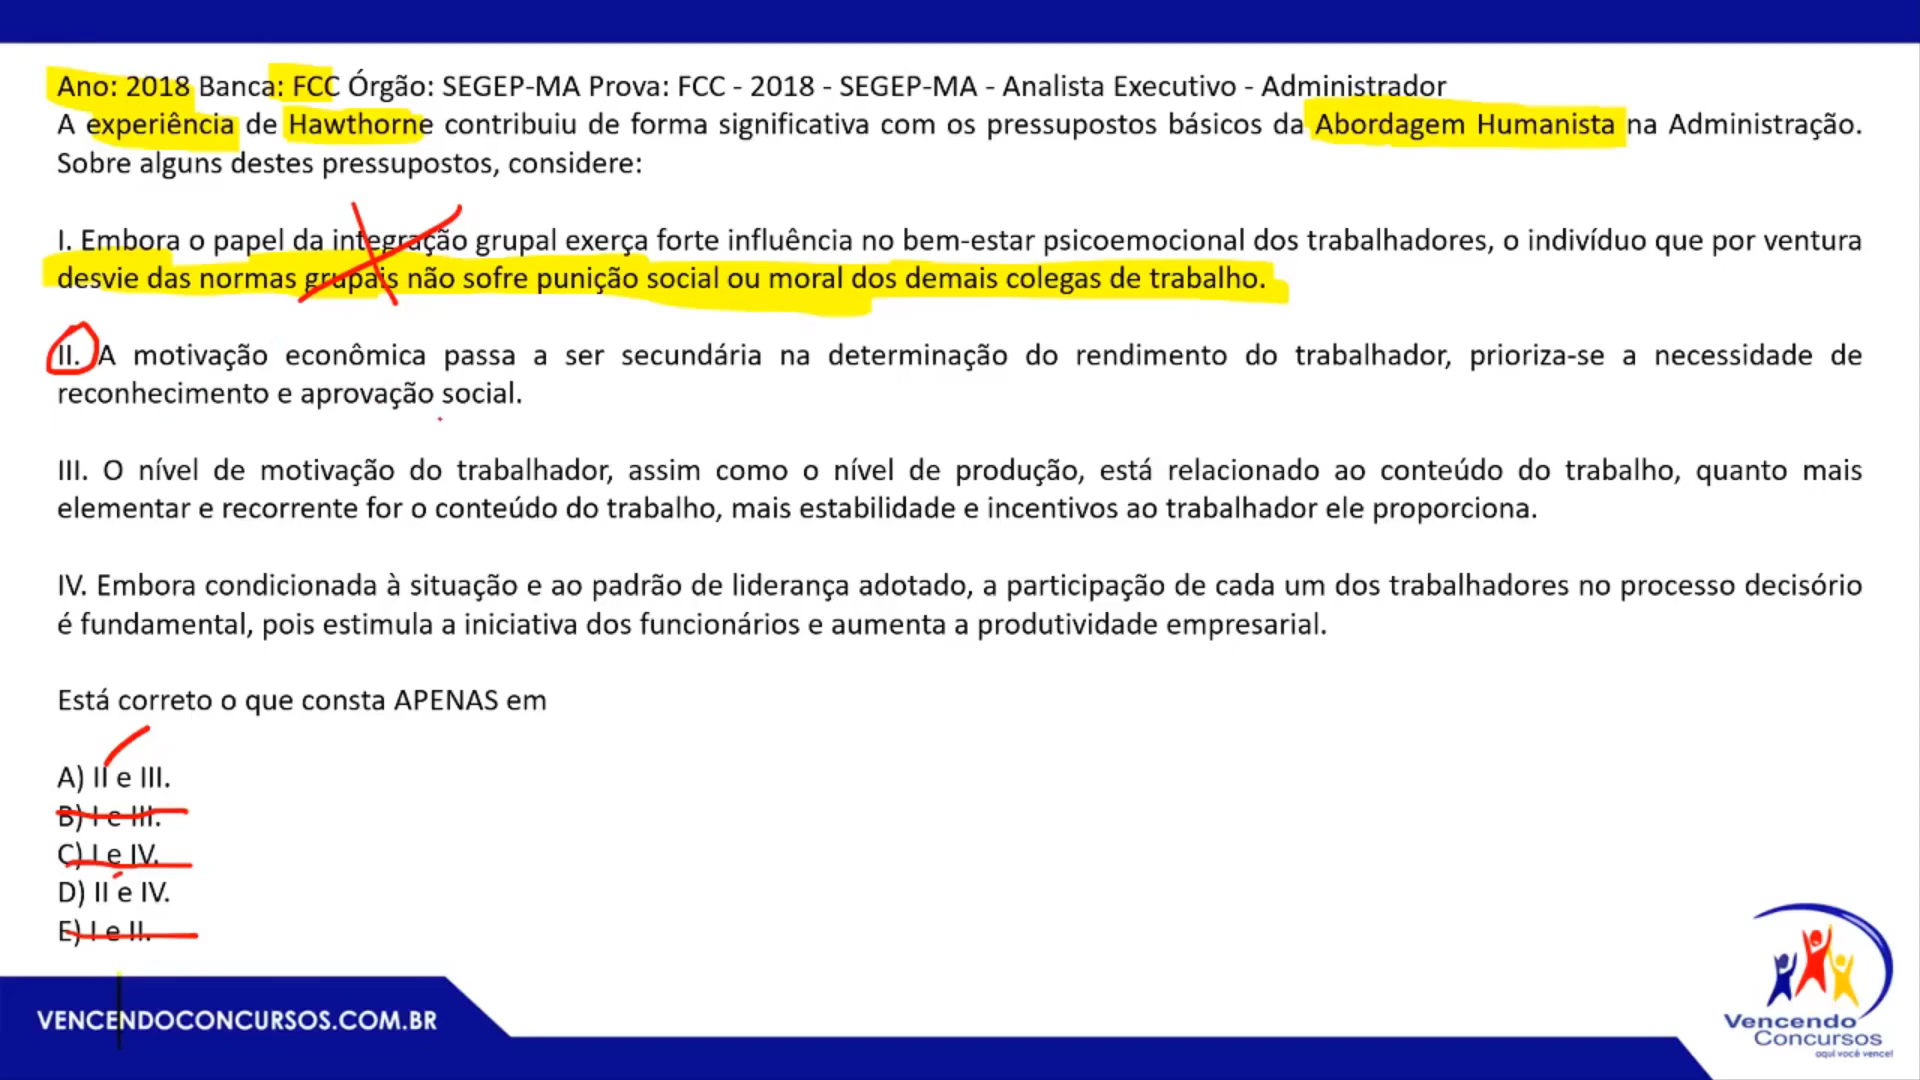 Ano: 2018 Banca: FCC Órgão: SEGEP-MA Prova: FCC - 2018 - SEGEP-MA - Analista Executivo - Administrador
A experiência de Hawthorne contribuiu de forma significativa com os pressupostos básicos da Abordagem Humanista na Administração.
Sobre alguns destes pressupostos, considere:
I. Embora o papel da integração grupal exerça forte influência no bem-estar psicoemocional dos trabalhadores, o indivíduo que por ventura
desvie das normas grupais não sofre punição social ou moral dos demais colegas de trabalho.
II. A motivação econômica passa a ser secundária na determinação do rendimento do trabalhador, prioriza-se a necessidade de
reconhecimento e aprovação social.
III. O nível de motivação do trabalhador, assim como o nível de produção, está relacionado ao conteúdo do trabalho, quanto mais
elementar e recorrente for o conteúdo do trabalho, mais estabilidade e incentivos ao trabalhador ele proporciona.
IV. Embora condicionada à situação e ao padrão de liderança adotado, a participação de cada um dos trabalhadores no processo decisório
é fundamental, pois estimula a iniciativa dos funcionários e aumenta a produtividade empresarial.
Está correto o que consta APENAS em
A) II e III.
B) I e III.
C) I e IV.
D) II e IV.
E) I e II.
VENCENDOCONCURSOS.COM.BR
Vencendo
Concursos
aqui você vence!